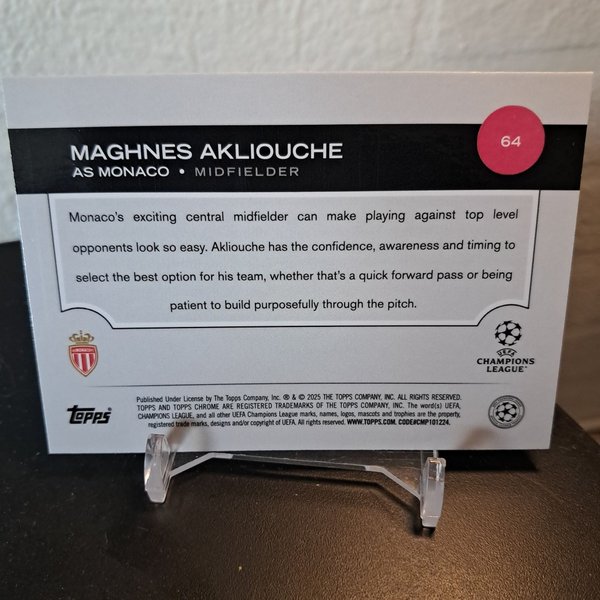 64
MAGHNES AKLIOUCHE
AS MONACO • MIDFIELDER
Monaco's exciting central midfielder can make playing against top level
opponents look so easy. Akliouche has the confidence, awareness and timing to
select the best option for his team, whether that's a quick forward pass or being
patient to build purposefully through the pitch.
UEFA
CHAMPIONS
LEAGUE
Topps
Published Under License by The Topps Company, Inc. ® & © 2025 THE TOPPS COMPANY, INC. ALL RIGHTS RESERVED.
TOPPS AND TOPPS CHROME ARE REGISTERED TRADEMARKS OF THE TOPPS COMPANY, INC. The word(s) UEFA,
CHAMPIONS LEAGUE, and all other UEFA Champions League marks, names, logos, mascots and trophies are the property,
registered trade marks, designs and/or copyright of UEFA. All rights reserved. WWW.TOPPS.COM. CODE#CMP101224.